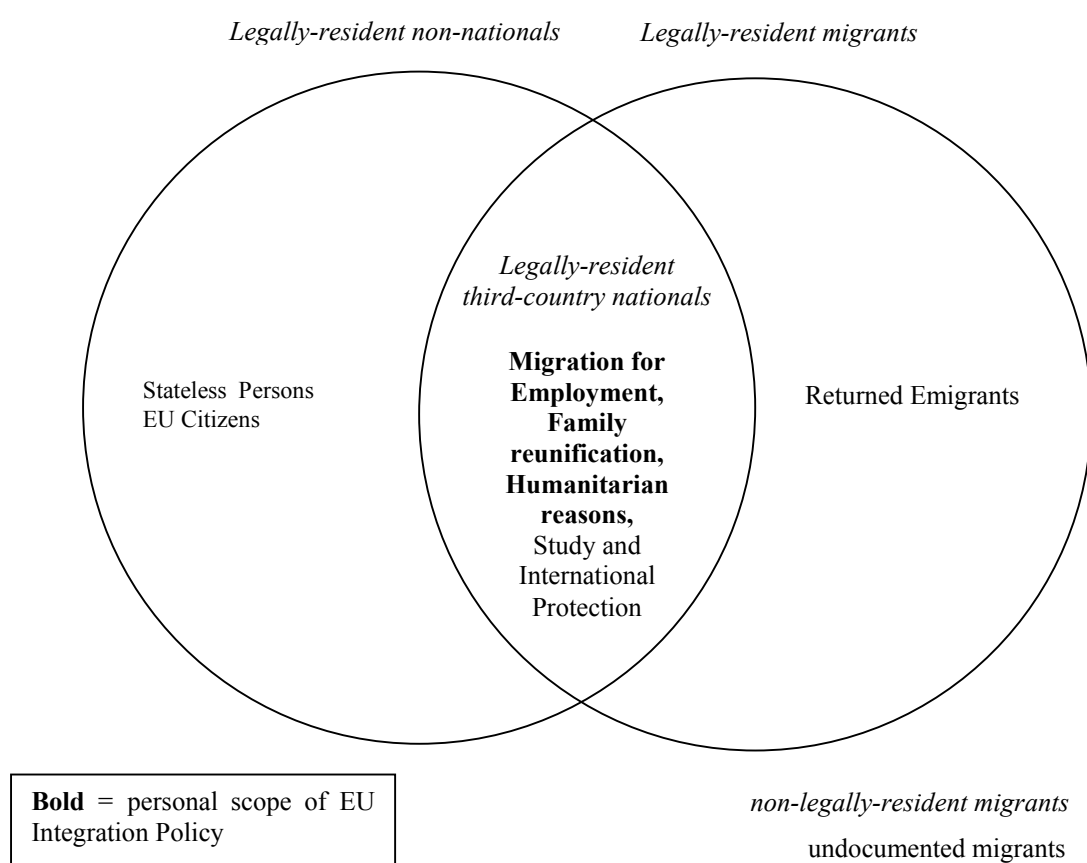 Legally-resident non-nationals
Legally-resident migrants
Legally-resident
third-country nationals
Migration for
Employment,
Family
reunification,
Humanitarian
reasons,
Study and
International
Protection
Stateless Persons
EU Citizens
Returned Emigrants
Bold = personal scope of EU
Integration Policy
non-legally-resident migrants
undocumented migrants